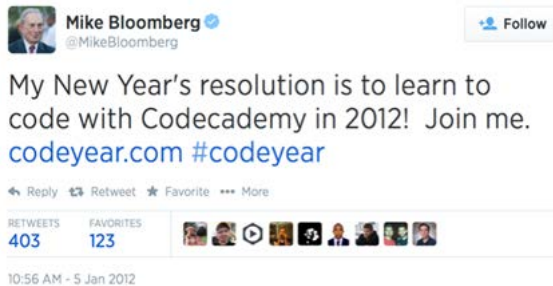 Mike Bloomberg
Follow
@MikeBloomberg
My New Year's resolution is to learn to
code with Codecademy in 2012!  Join me.
codeyear.com #codeyear
Reply Retweet Favorite More
RETWEETS FAVORITES
403 123
10:56 AM - 5 Jan 2012